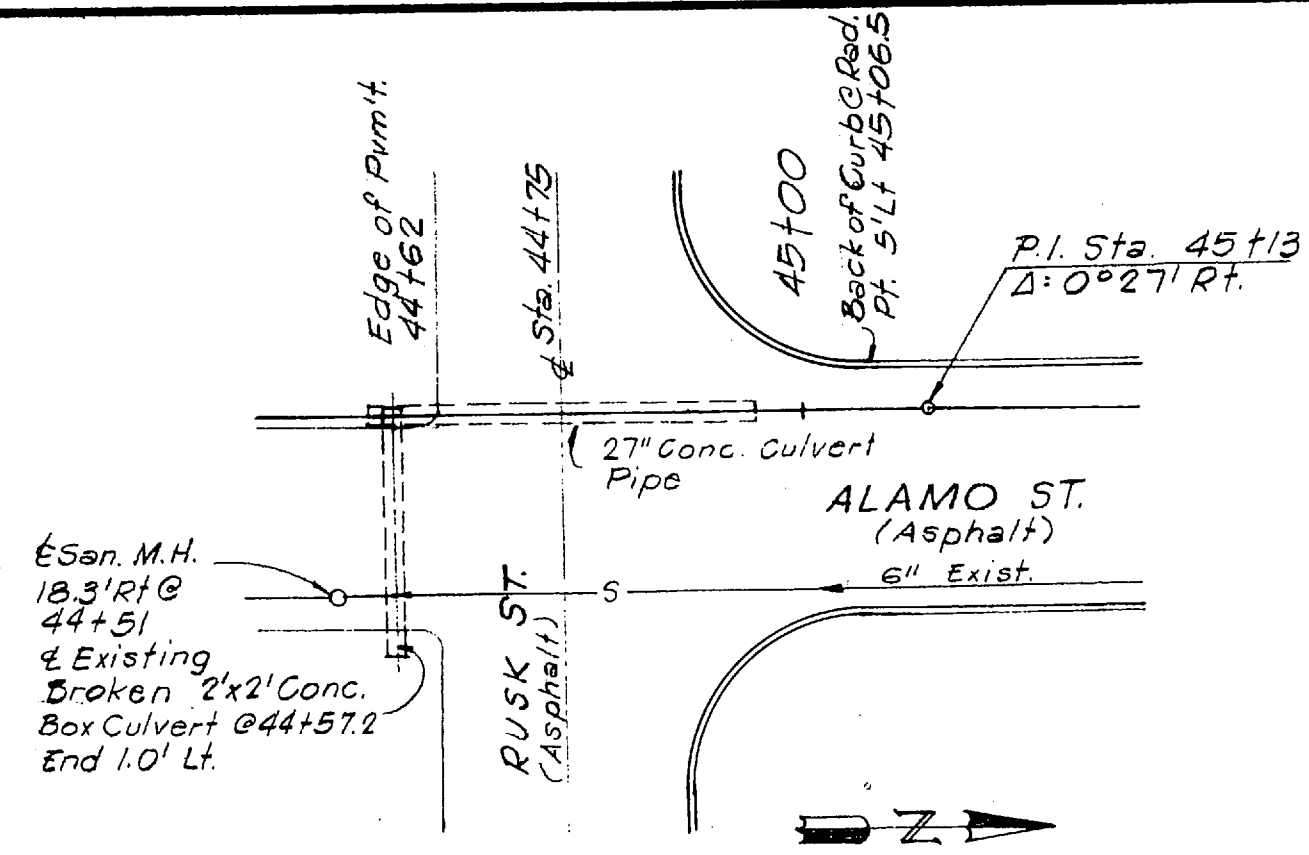 Edge of Pvm't.
44+62
℄ Sta. 44+75
45+00
Back of Curb @ Rad.
Pt. 5' Lt 45+06.5
P.I. Sta. 45+13
Δ: 0°27' Rt.
27" Conc. Culvert
Pipe
ALAMO ST.
(Asphalt)
6" Exist.
S
RUSK ST.
(Asphalt)
℄ San. M.H.
18.3' Rt @
44+51
℄ Existing
Broken 2'x2' Conc.
Box Culvert @44+57.2
End 1.0' Lt.
N